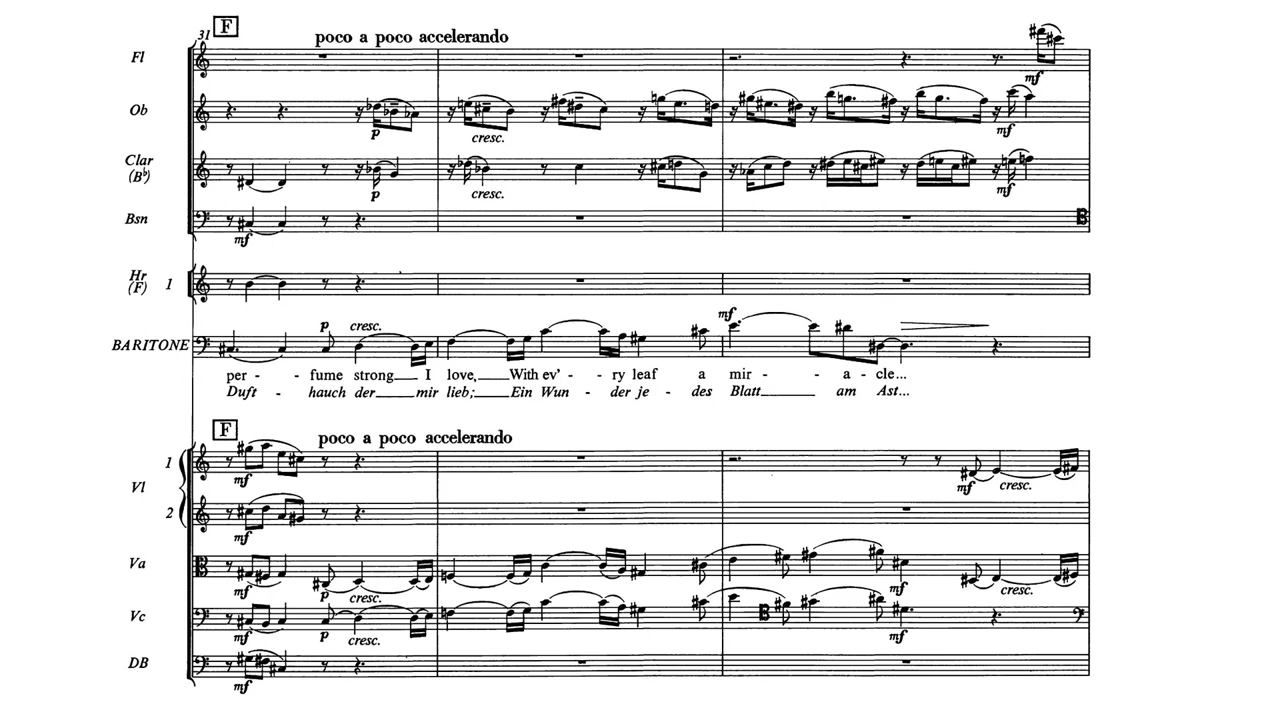 31 F
poco a poco accelerando
Fl
mf
Ob
p cresc. mf
Clar
(B♭)
p cresc. mf
Bsn
mf
Hr
(F) 1
p cresc. mf
BARITONE
per - - fume strong I love, With ev' - - ry leaf a mir - - a - cle...
Duft - hauch der mir lieb; Ein Wun - der je - des Blatt am Ast...
F
poco a poco accelerando
1
mf mf cresc.
Vl
2
mf
Va
mf p cresc. mf cresc.
Vc
mf p cresc. mf
DB
mf